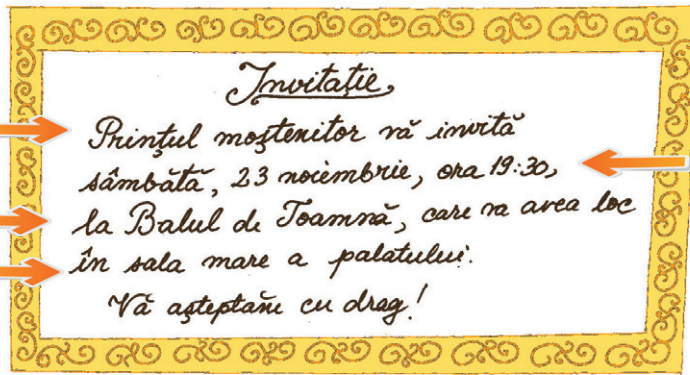 Invitație
Prințul moștenitor vă invită
sâmbătă, 23 noiembrie, ora 19:30,
la Balul de Toamnă, care va avea loc
în sala mare a palatului.
Vă așteptăm cu drag!